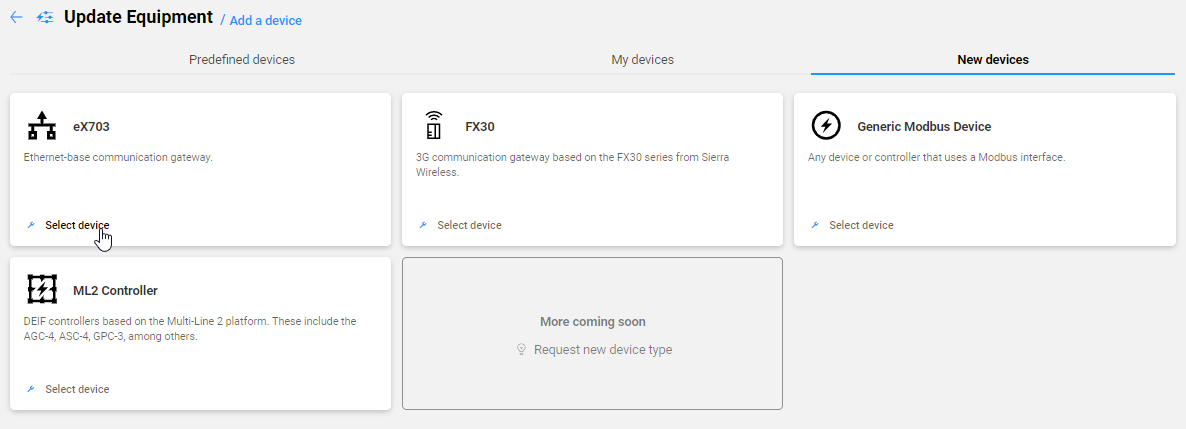 Update Equipment / Add a device
Predefined devices
My devices
New devices
eX703
Ethernet-base communication gateway.
Select device
FX30
3G communication gateway based on the FX30 series from Sierra
Wireless.
Select device
Generic Modbus Device
Any device or controller that uses a Modbus interface.
Select device
ML2 Controller
DEIF controllers based on the Multi-Line 2 platform. These include the
AGC-4, ASC-4, GPC-3, among others.
Select device
More coming soon
Request new device type